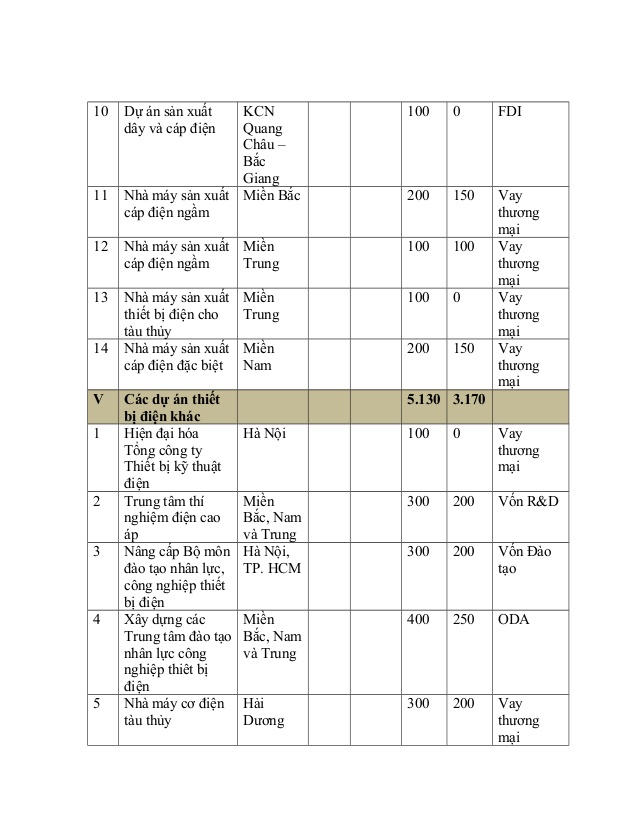 10 Dự án sản xuất KCN 100 0 FDI
dây và cáp điện Quang
Châu –
Bắc
Giang
11 Nhà máy sản xuất Miền Bắc 200 150 Vay
cáp điện ngầm thương
mại
12 Nhà máy sản xuất Miền 100 100 Vay
cáp điện ngầm Trung thương
mại
13 Nhà máy sản xuất Miền 100 0 Vay
thiết bị điện cho Trung thương
tàu thủy mại
14 Nhà máy sản xuất Miền 200 150 Vay
cáp điện đặc biệt Nam thương
mại
V Các dự án thiết 5.130 3.170
bị điện khác
1 Hiện đại hóa Hà Nội 100 0 Vay
Tổng công ty thương
Thiết bị kỹ thuật mại
điện
2 Trung tâm thí Miền 300 200 Vốn R&D
nghiệm điện cao Bắc, Nam
áp và Trung
3 Nâng cấp Bộ môn Hà Nội, 300 200 Vốn Đào
đào tạo nhân lực, TP. HCM tạo
công nghiệp thiết
bị điện
4 Xây dựng các Miền 400 250 ODA
Trung tâm đào tạo Bắc, Nam
nhân lực công và Trung
nghiệp thiêt bị
điện
5 Nhà máy cơ điện Hải 300 200 Vay
tàu thủy Dương thương
mại